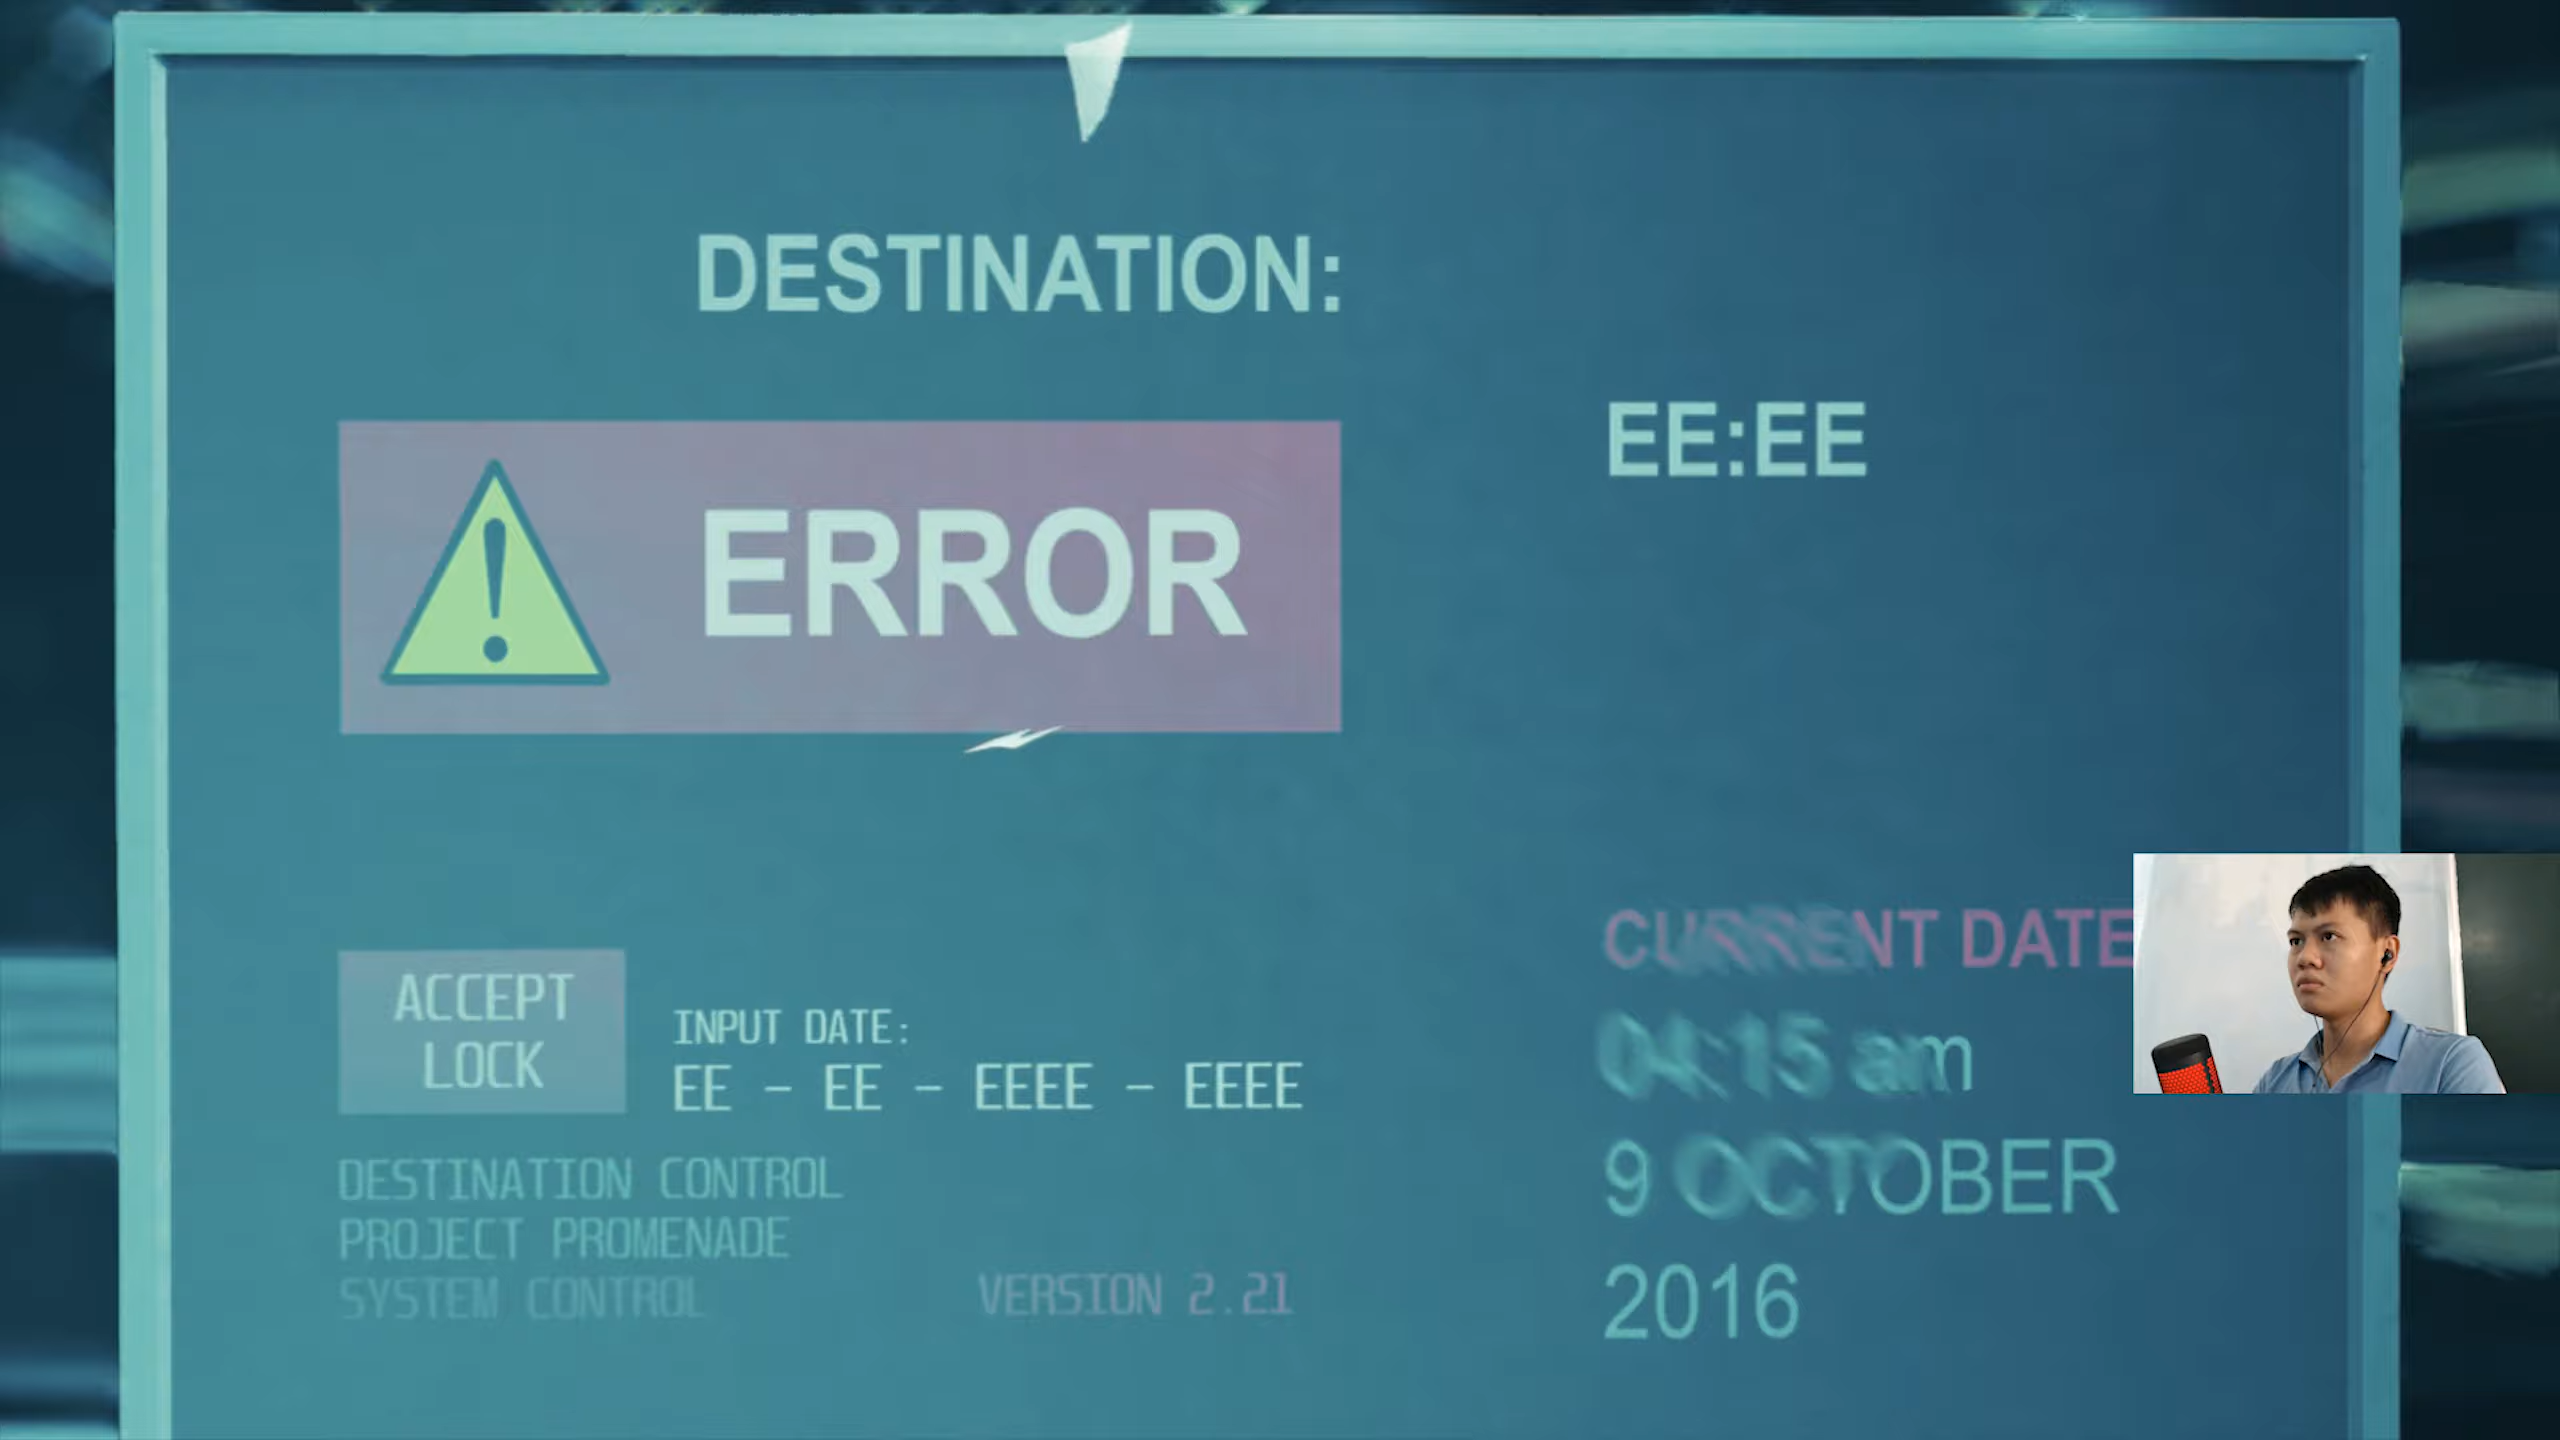 DESTINATION:
EE:EE
ERROR
ACCEPT
LOCK
INPUT DATE:
EE - EE - EEEE - EEEE
DESTINATION CONTROL
PROJECT PROMENADE
SYSTEM CONTROL
VERSION 2.21
CURRENT DATE
04:15 am
9 OCTOBER
2016